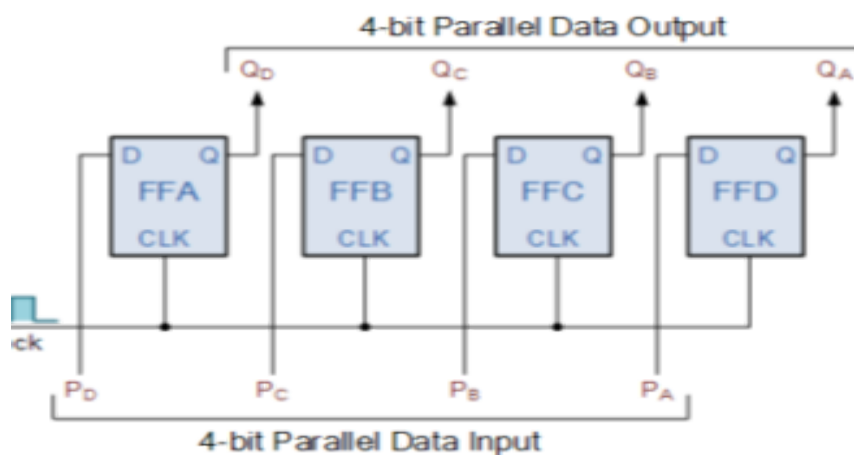 4-bit Parallel Data Output
QD QC QB QA
D Q D Q D Q D Q
FFA FFB FFC FFD
CLK CLK CLK CLK
ock
PD PC PB PA
4-bit Parallel Data Input